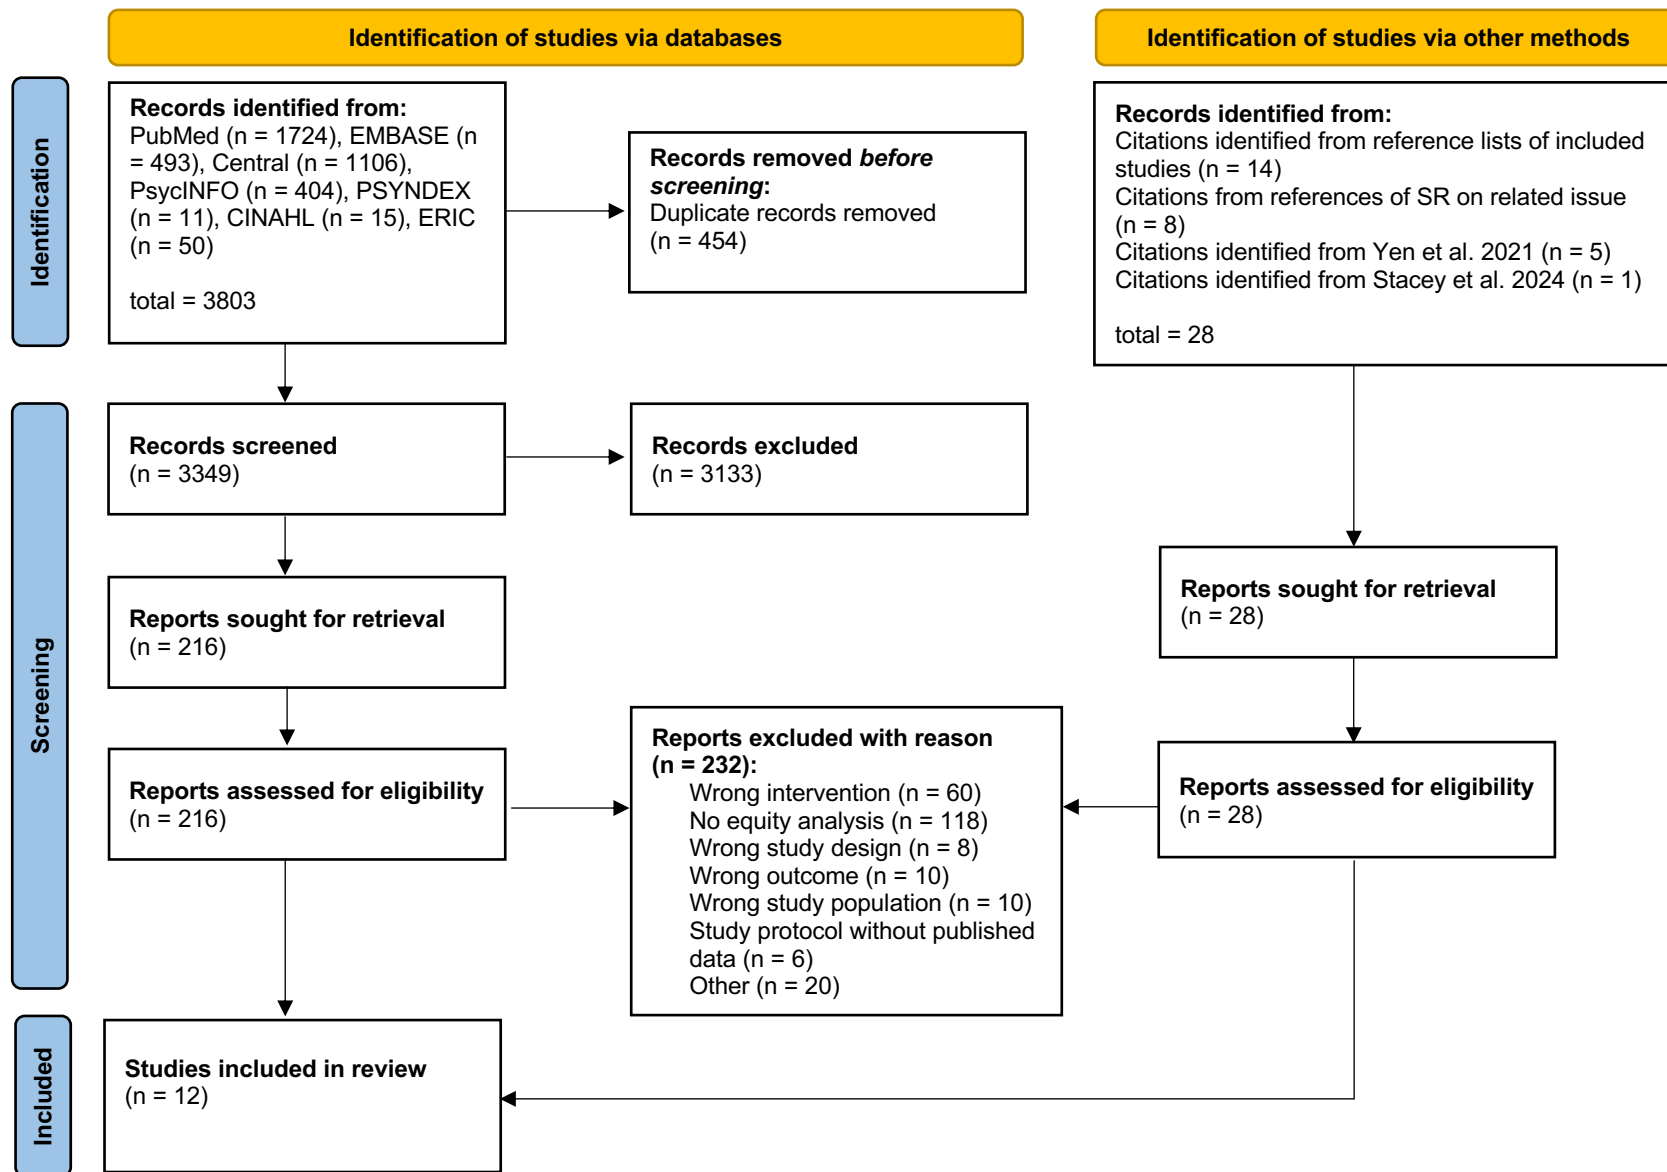 Identification of studies via databases
Identification of studies via other methods
Identification
Records identified from:
PubMed (n = 1724), EMBASE (n
= 493), Central (n = 1106),
PsycINFO (n = 404), PSYNDEX
(n = 11), CINAHL (n = 15), ERIC
(n = 50)
total = 3803
Records removed before
screening:
Duplicate records removed
(n = 454)
Records identified from:
Citations identified from reference lists of included
studies (n = 14)
Citations from references of SR on related issue
(n = 8)
Citations identified from Yen et al. 2021 (n = 5)
Citations identified from Stacey et al. 2024 (n = 1)
total = 28
Screening
Records screened
(n = 3349)
Records excluded
(n = 3133)
Reports sought for retrieval
(n = 216)
Reports sought for retrieval
(n = 28)
Reports assessed for eligibility
(n = 216)
Reports excluded with reason
(n = 232):
Wrong intervention (n = 60)
No equity analysis (n = 118)
Wrong study design (n = 8)
Wrong outcome (n = 10)
Wrong study population (n = 10)
Study protocol without published
data (n = 6)
Other (n = 20)
Reports assessed for eligibility
(n = 28)
Included
Studies included in review
(n = 12)